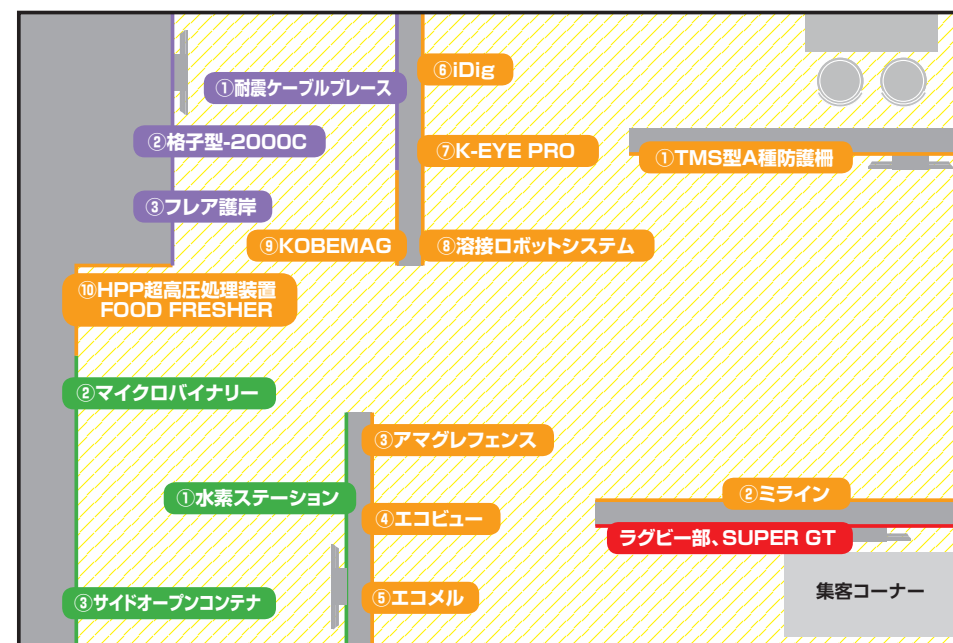 ⑥iDig
①耐震ケーブルブレース
②格子型-2000C
⑦K-EYE PRO
①TMS型A種防護柵
③フレア護岸
⑨KOBEMAG
⑧溶接ロボットシステム
⑩HPP超高圧処理装置
FOOD FRESHER
②マイクロバイナリー
③アマグレフェンス
①水素ステーション
②ミライン
④エコビュー
ラグビー部、SUPER GT
③サイドオープンコンテナ
⑤エコメル
集客コーナー